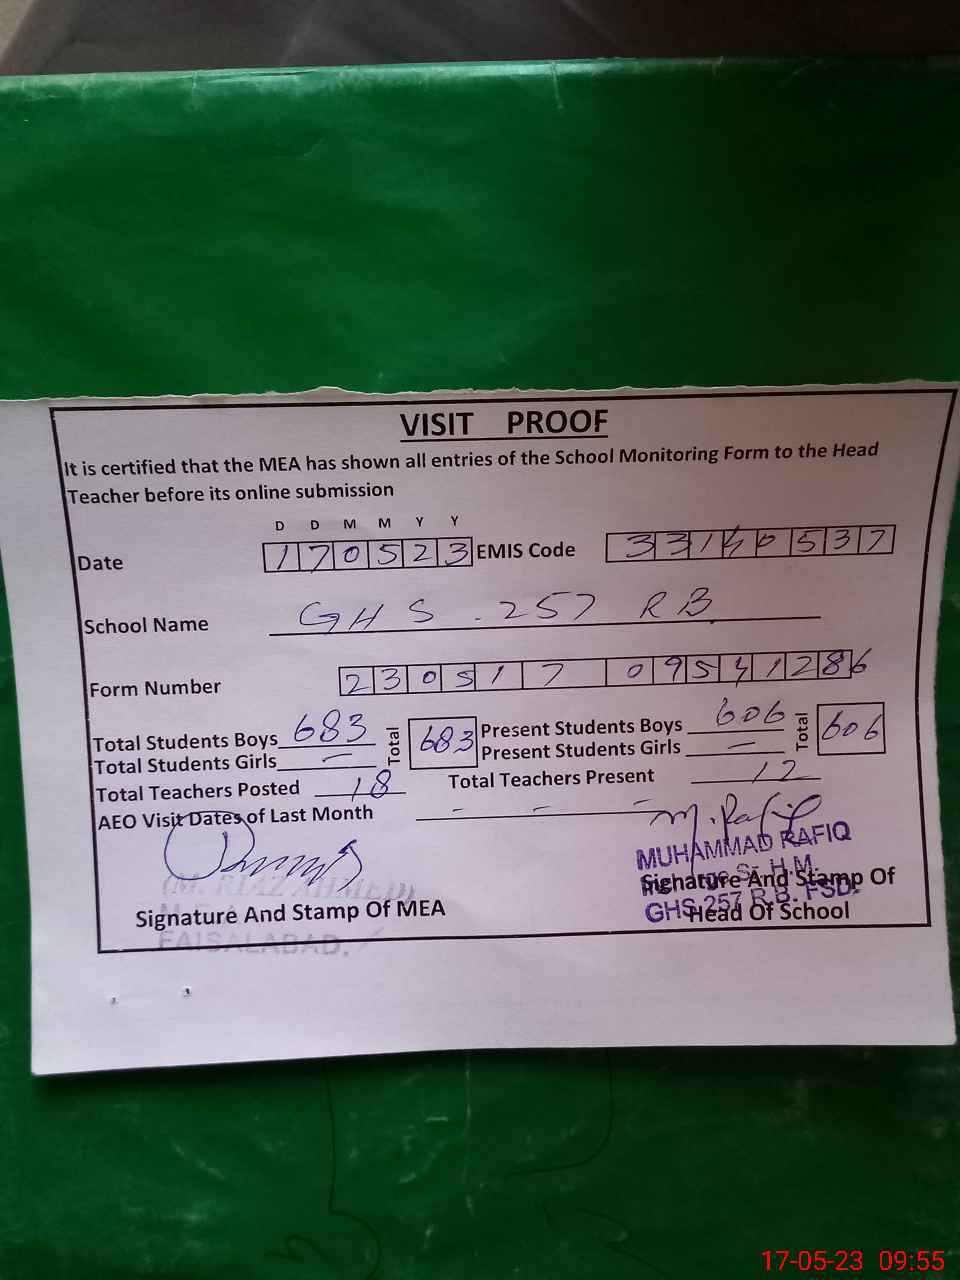 VISIT PROOF
It is certified that the MEA has shown all entries of the School Monitoring Form to the Head
Teacher before its online submission
D D M M Y Y
Date 170523 EMIS Code 33140537
School Name GHS . 257 RB
Form Number 230517 09541286
Total Students Boys 683 Total 683 Present Students Boys 606 Total 606
Total Students Girls — Present Students Girls —
Total Teachers Posted 18 Total Teachers Present 12
AEO Visit Dates of Last Month - - -
M. Rafiq
MUHAMMAD RAFIQ
(M. RIAZ AHMED) S- H.M.
Signature And Stamp Of MEA Signature And Stamp Of
GHS 257 R.B. FSD.
Head Of School
FAISALABAD.
17-05-23 09:55